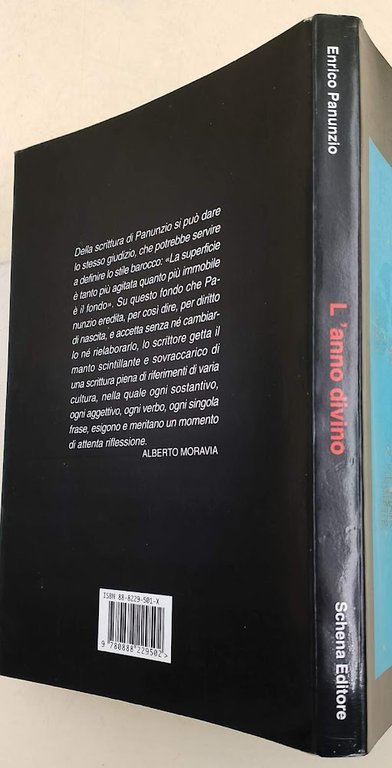 Della scrittura di Panunzio si può dare
lo stesso giudizio, che potrebbe servire
a definire lo stile barocco: «La superficie
è tanto più agitata quanto più immobile
è il fondo». Su questo fondo che Pa-
nunzio eredita, per così dire, per diritto
di nascita, e accetta senza né cambiar-
lo né rielaborarlo, lo scrittore getta il
manto scintillante e sovraccarico di
una scrittura piena di riferimenti di varia
cultura, nella quale ogni sostantivo,
ogni aggettivo, ogni verbo, ogni singola
frase, esigono e meritano un momento
di attenta riflessione.
ALBERTO MORAVIA
ISBN 88-8229-501-X
9 780888 229502>
Enrico Panunzio
L'anno divino
Schena Editore